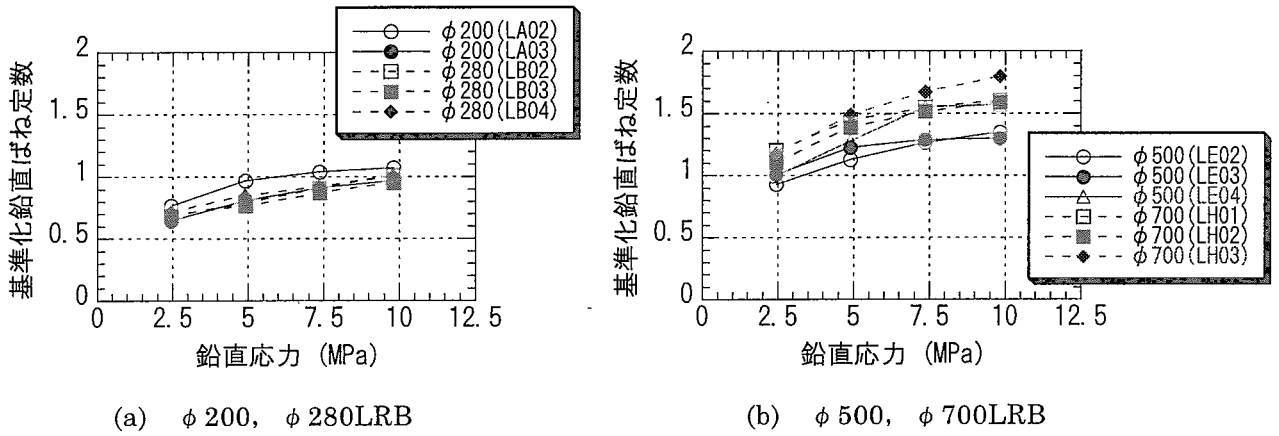 φ200(LA02)
φ200(LA03)
φ280(LB02)
φ280(LB03)
φ280(LB04)
基準化鉛直ばね定数
2
1.5
1
0.5
0
0 2.5 5 7.5 10 12.5
鉛直応力 (MPa)
(a) φ200, φ280LRB
基準化鉛直ばね定数
2
1.5
1
0.5
0
0 2.5 5 7.5 10 12.5
鉛直応力 (MPa)
φ500(LE02)
φ500(LE03)
φ500(LE04)
φ700(LH01)
φ700(LH02)
φ700(LH03)
(b) φ500, φ700LRB